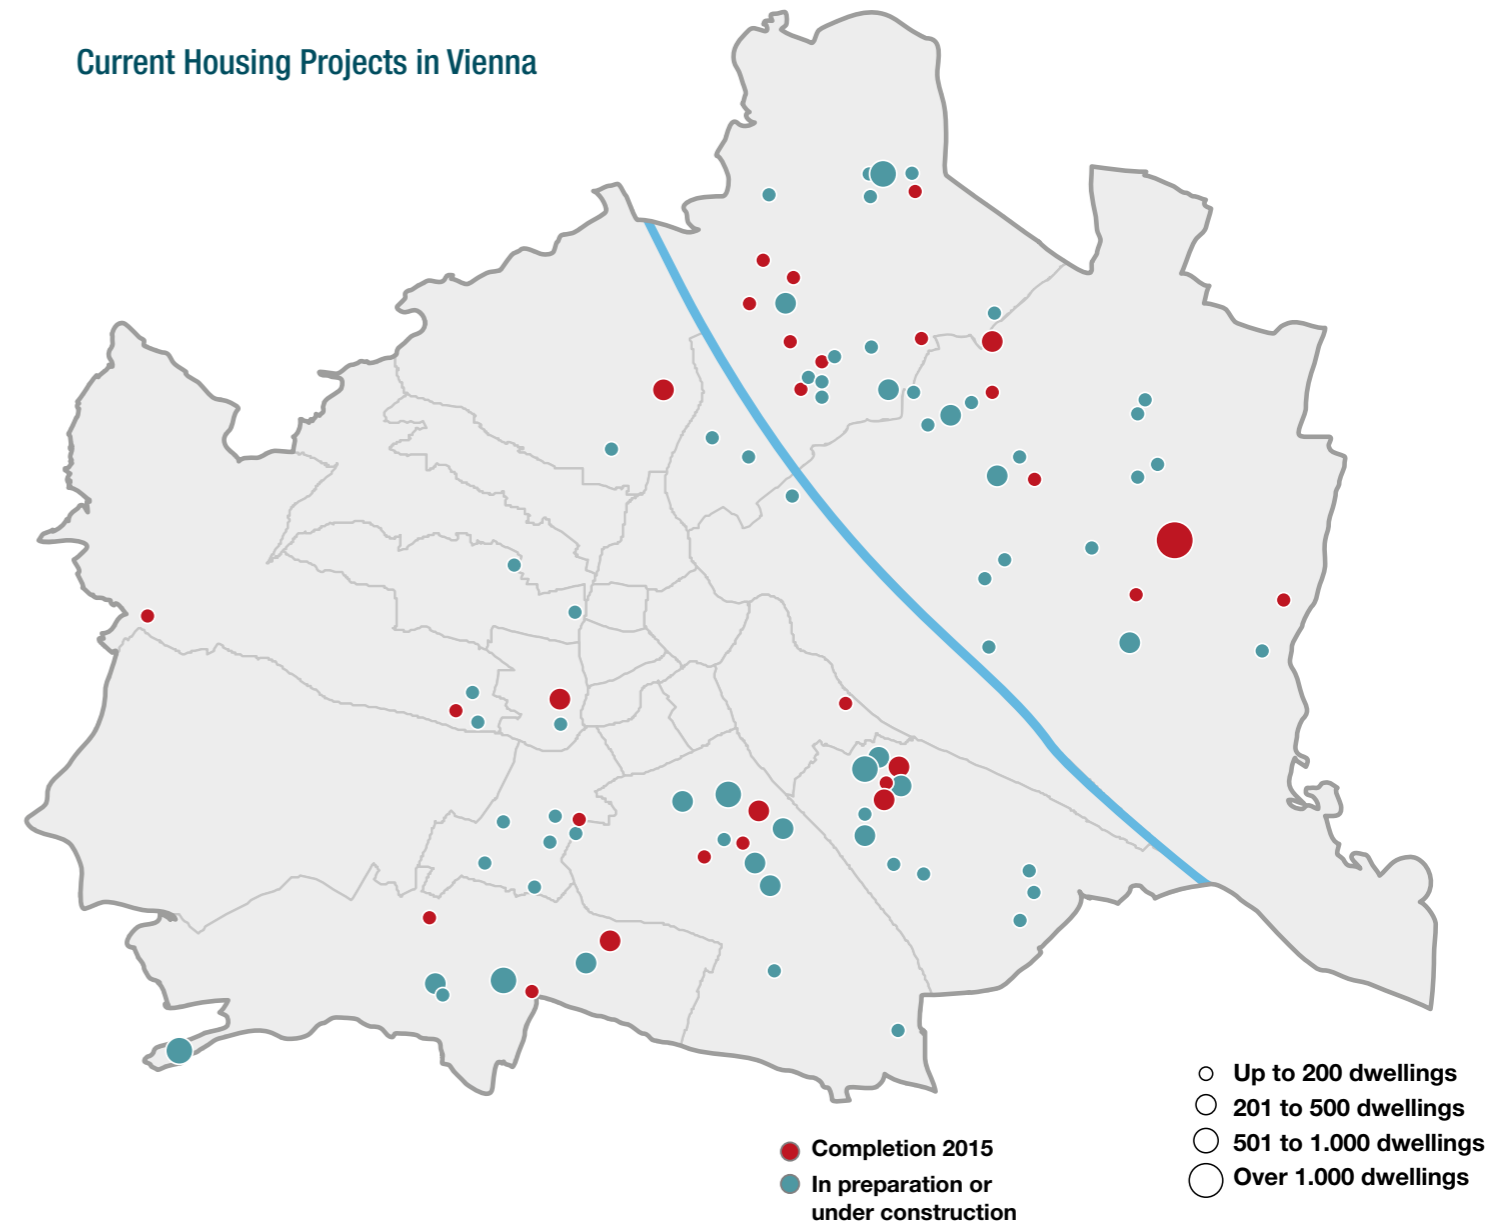 Current Housing Projects in Vienna
Up to 200 dwellings
201 to 500 dwellings
501 to 1.000 dwellings
Over 1.000 dwellings
Completion 2015
In preparation or
under construction